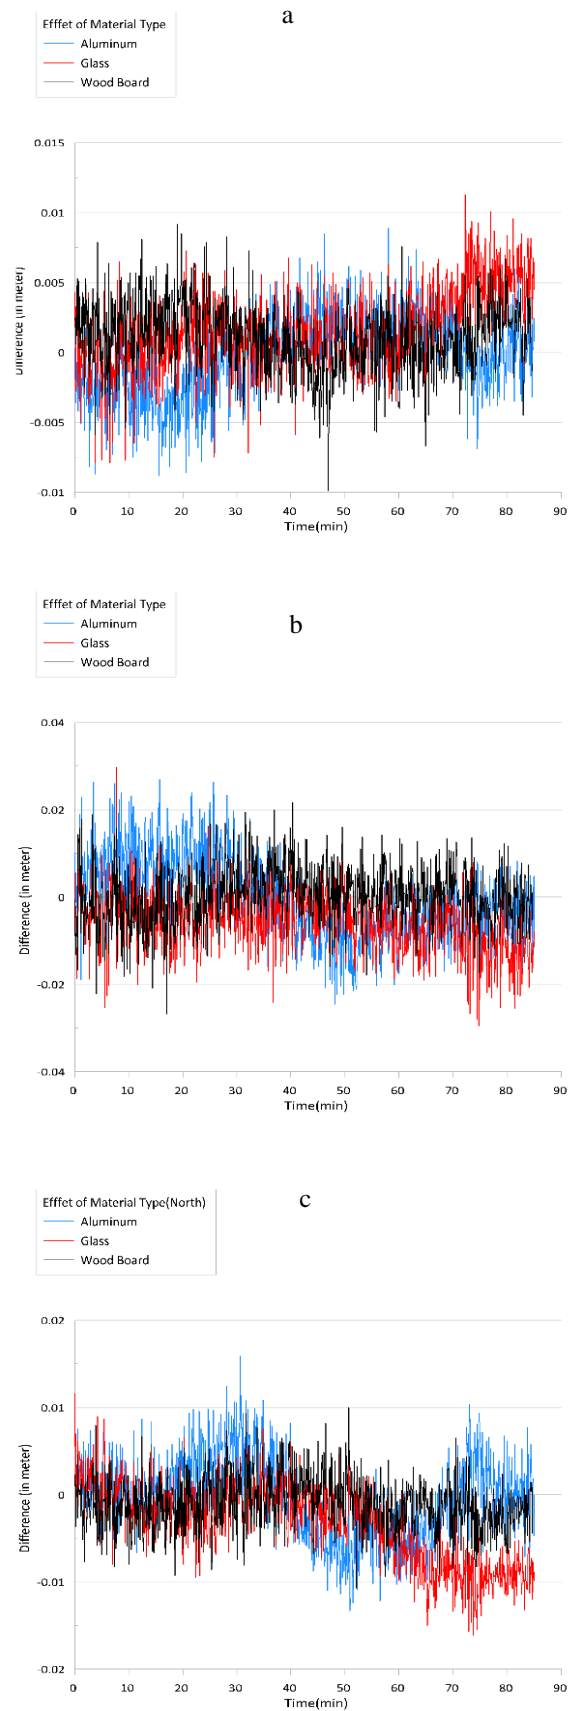 a
Efffet of Material Type
Aluminum
Glass
Wood Board
0.015
0.01
0.005
0
-0.005
-0.01
Difference (in meter)
0 10 20 30 40 50 60 70 80 90
Time(min)
b
Efffet of Material Type
Aluminum
Glass
Wood Board
0.04
0.02
0
-0.02
-0.04
Difference (in meter)
0 10 20 30 40 50 60 70 80 90
Time(min)
c
Efffet of Material Type(North)
Aluminum
Glass
Wood Board
0.02
0.01
0
-0.01
-0.02
Difference (in meter)
0 10 20 30 40 50 60 70 80 90
Time(min)